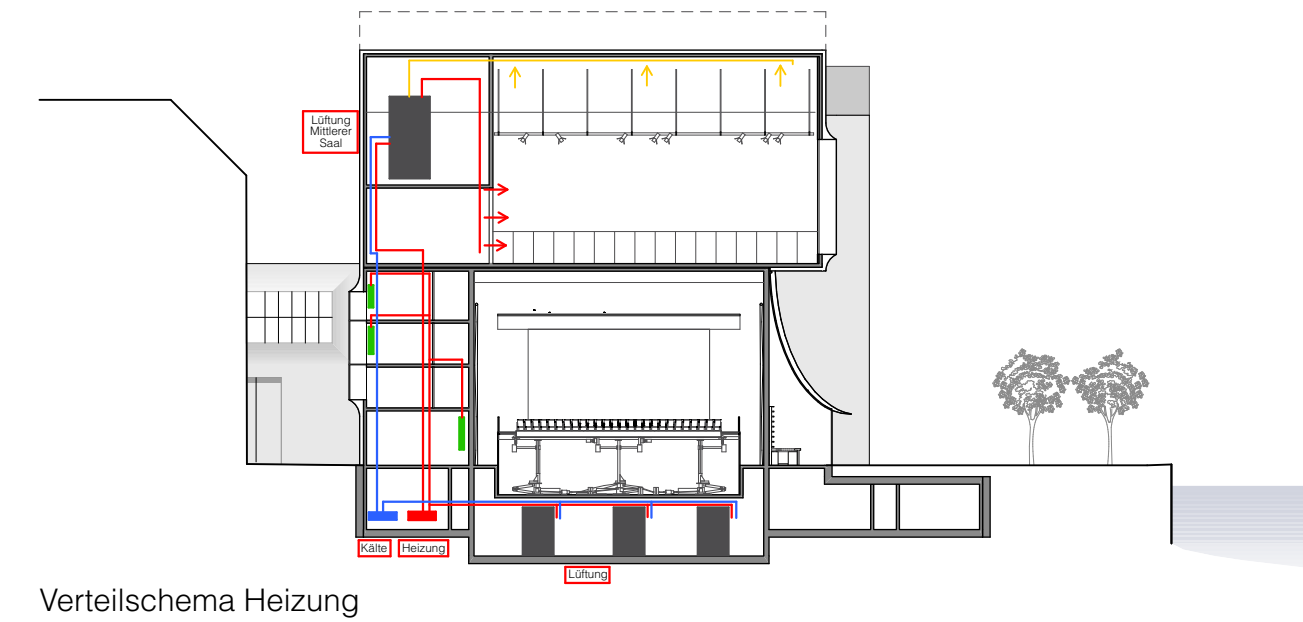 Lüftung
Mittlerer
Saal
Kälte
Heizung
Lüftung
Verteilschema Heizung